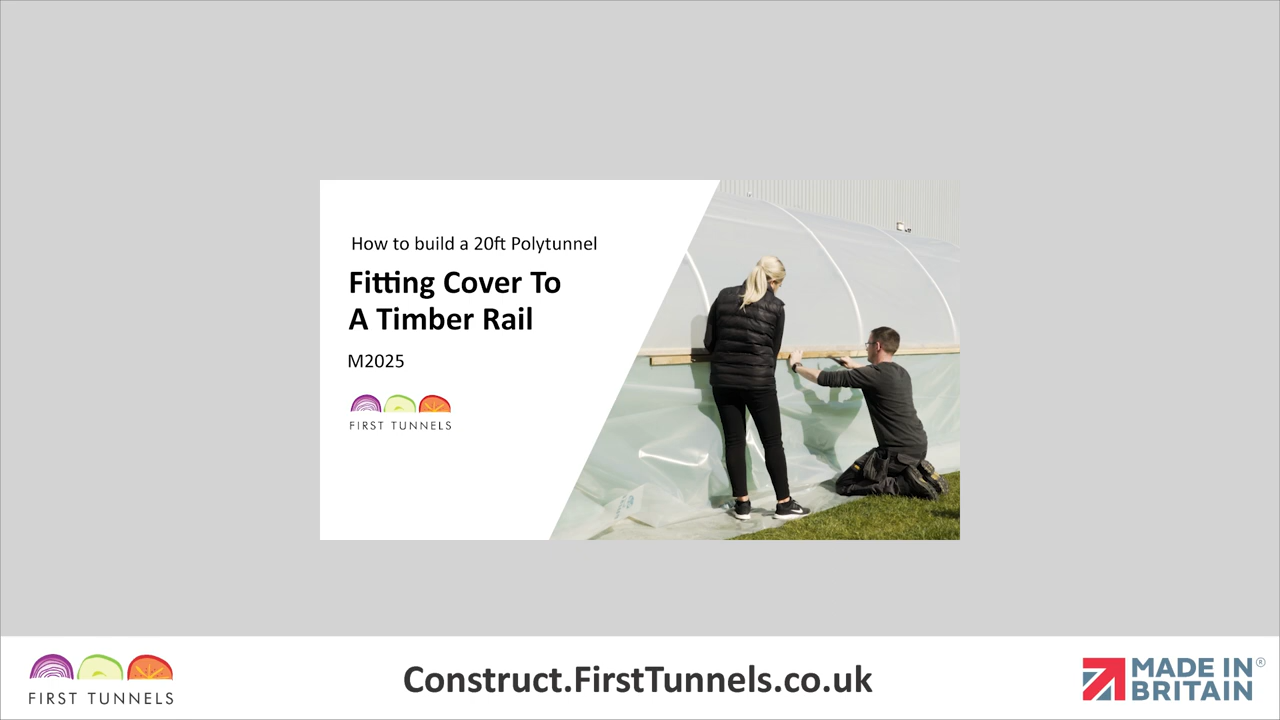 How to build a 20ft Polytunnel
Fitting Cover To
A Timber Rail
M2025
FIRST TUNNELS
FIRST TUNNELS
Construct.FirstTunnels.co.uk
MADE IN®
BRITAIN